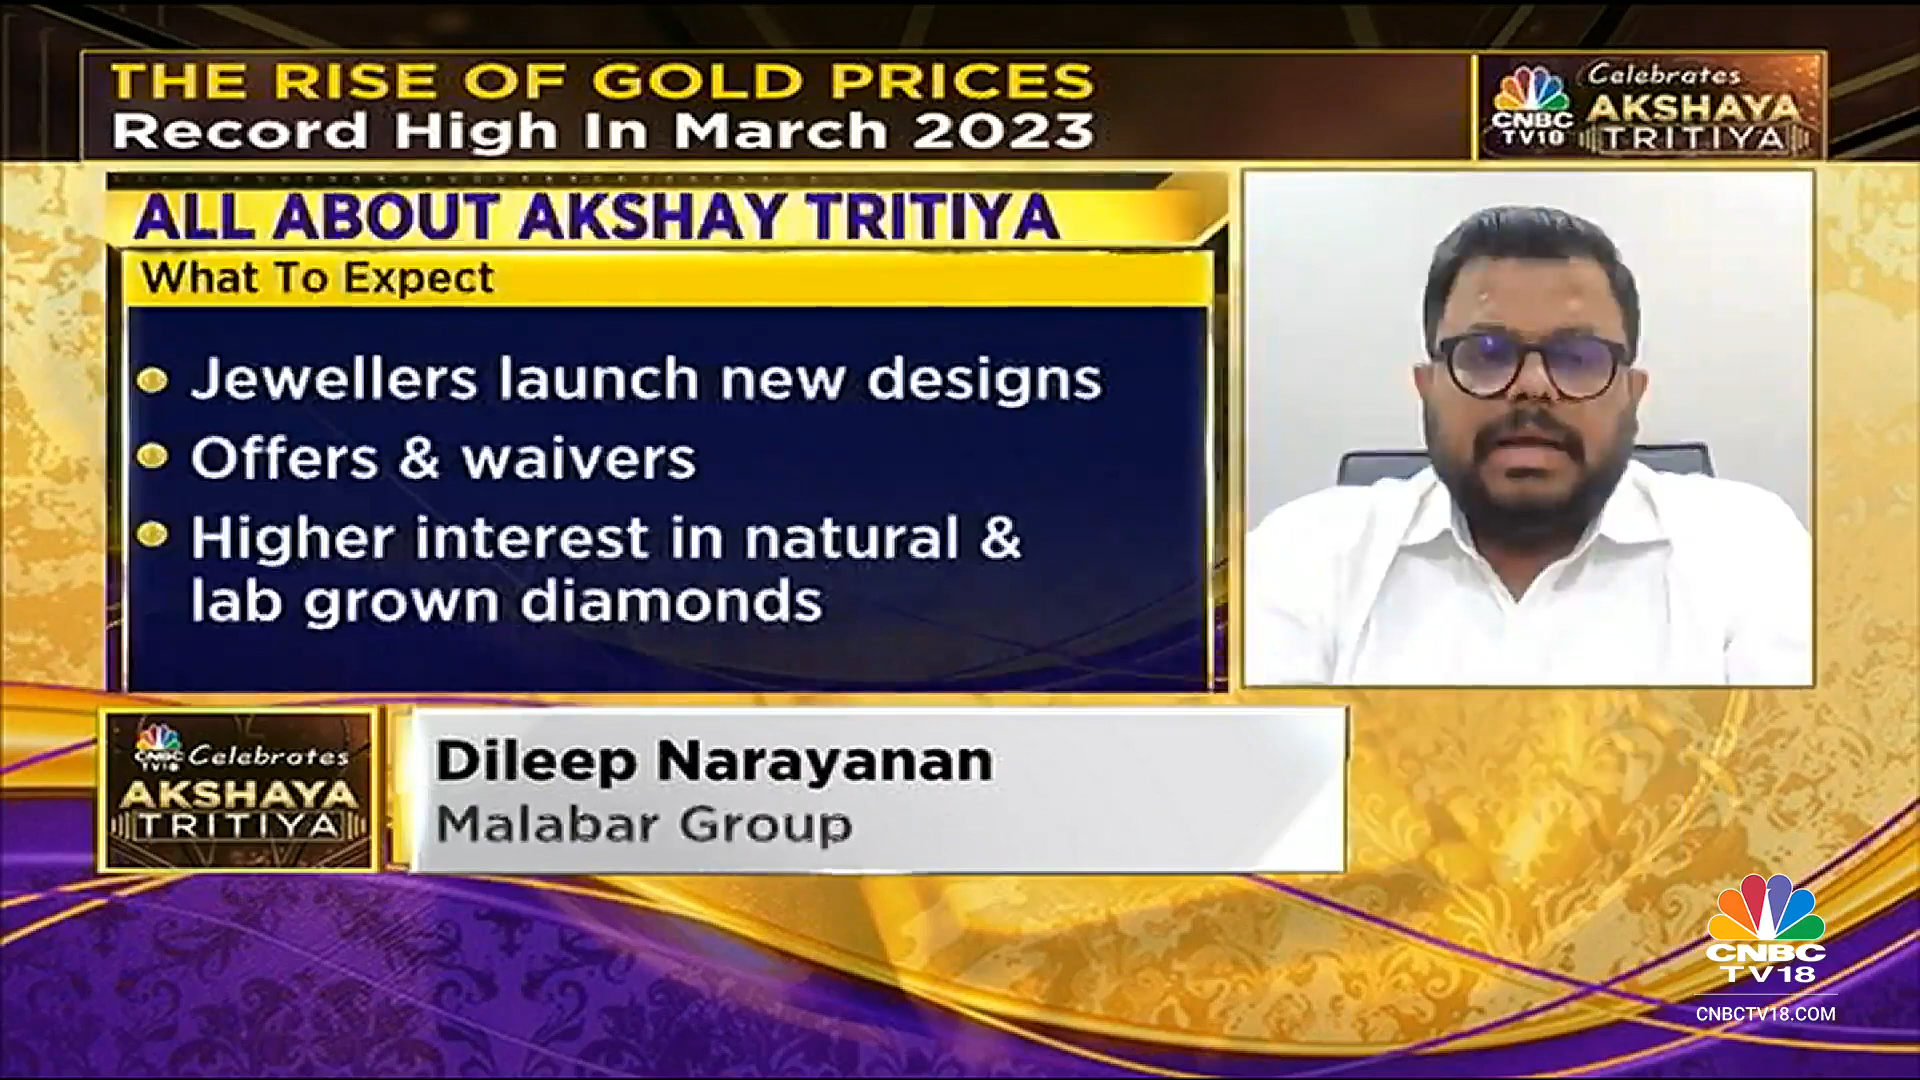 THE RISE OF GOLD PRICES
Record High In March 2023
CNBC
TV18
Celebrates
AKSHAYA
TRITIYA
ALL ABOUT AKSHAY TRITIYA
What To Expect
Jewellers launch new designs
Offers & waivers
Higher interest in natural &
lab grown diamonds
CNBC
TV18
Celebrates
AKSHAYA
TRITIYA
Dileep Narayanan
Malabar Group
CNBC
TV18
CNBCTV18.COM